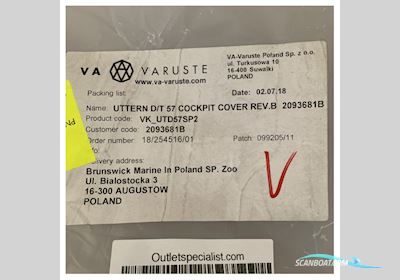 VA VARUSTE
VA-Varuste Poland Sp. z o.o.
ul. Turkusowa 10
16-400 Suwalki
POLAND
Packing list:
Date: 02.07.18
Name: UTTERN D/T 57 COCKPIT COVER REV.B 2093681B
Product code: VK_UTD57SP2
Customer code: 2093681B
Order number: 18/254516/01
Patch: 099205/11
Info:
Delivery address:
Brunswick Marine In Poland SP. Zoo
Ul. Bialostocka 3
16-300 AUGUSTOW
POLAND
V
Outletspecialist.com
SCANBOAT.COM